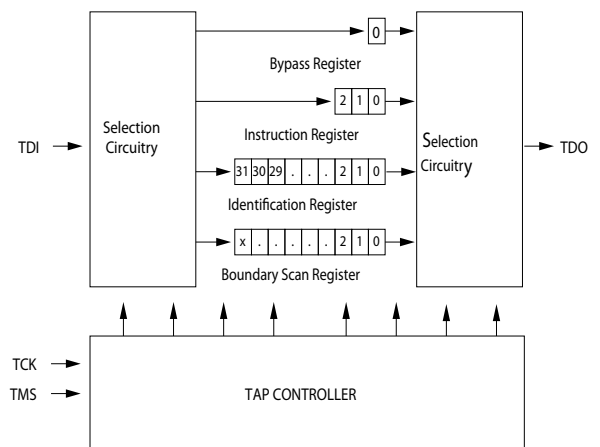 0
Bypass Register
2 1 0
Selection
Circuitry
Instruction Register
Selection
Circuitry
TDI
TDO
31 30 29 . . . 2 1 0
Identification Register
x . . . . . 2 1 0
Boundary Scan Register
TCK
TMS
TAP CONTROLLER